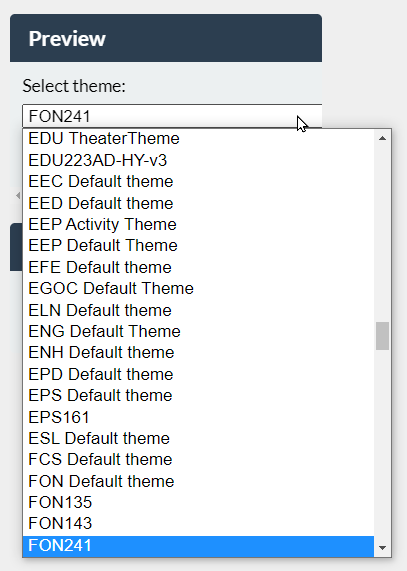 Preview
Select theme:
FON241
EDU TheaterTheme
EDU223AD-HY-v3
EEC Default theme
EED Default theme
EEP Activity Theme
EEP Default Theme
EFE Default theme
EGOC Default Theme
ELN Default theme
ENG Default Theme
ENH Default theme
EPD Default theme
EPS Default theme
EPS161
ESL Default theme
FCS Default theme
FON Default theme
FON135
FON143
FON241